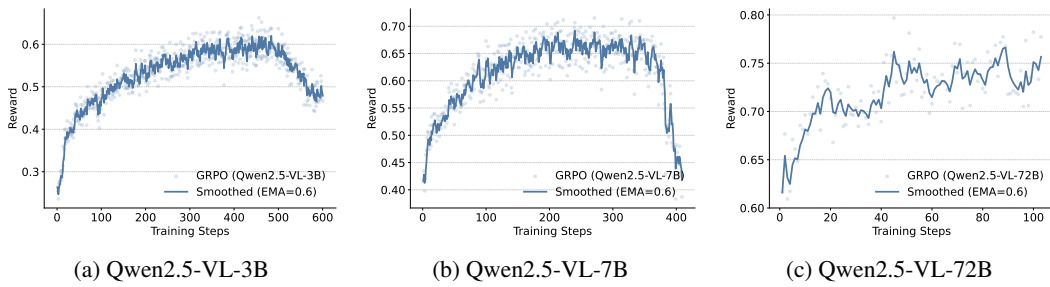 0.6
0.5
0.4
0.3
Reward
GRPO (Qwen2.5-VL-3B)
Smoothed (EMA=0.6)
0 100 200 300 400 500 600
Training Steps
(a) Qwen2.5-VL-3B
0.70
0.65
0.60
0.55
0.50
0.45
0.40
Reward
GRPO (Qwen2.5-VL-7B)
Smoothed (EMA=0.6)
0 100 200 300 400
Training Steps
(b) Qwen2.5-VL-7B
0.80
0.75
0.70
0.65
0.60
Reward
GRPO (Qwen2.5-VL-72B)
Smoothed (EMA=0.6)
0 20 40 60 80 100
Training Steps
(c) Qwen2.5-VL-72B